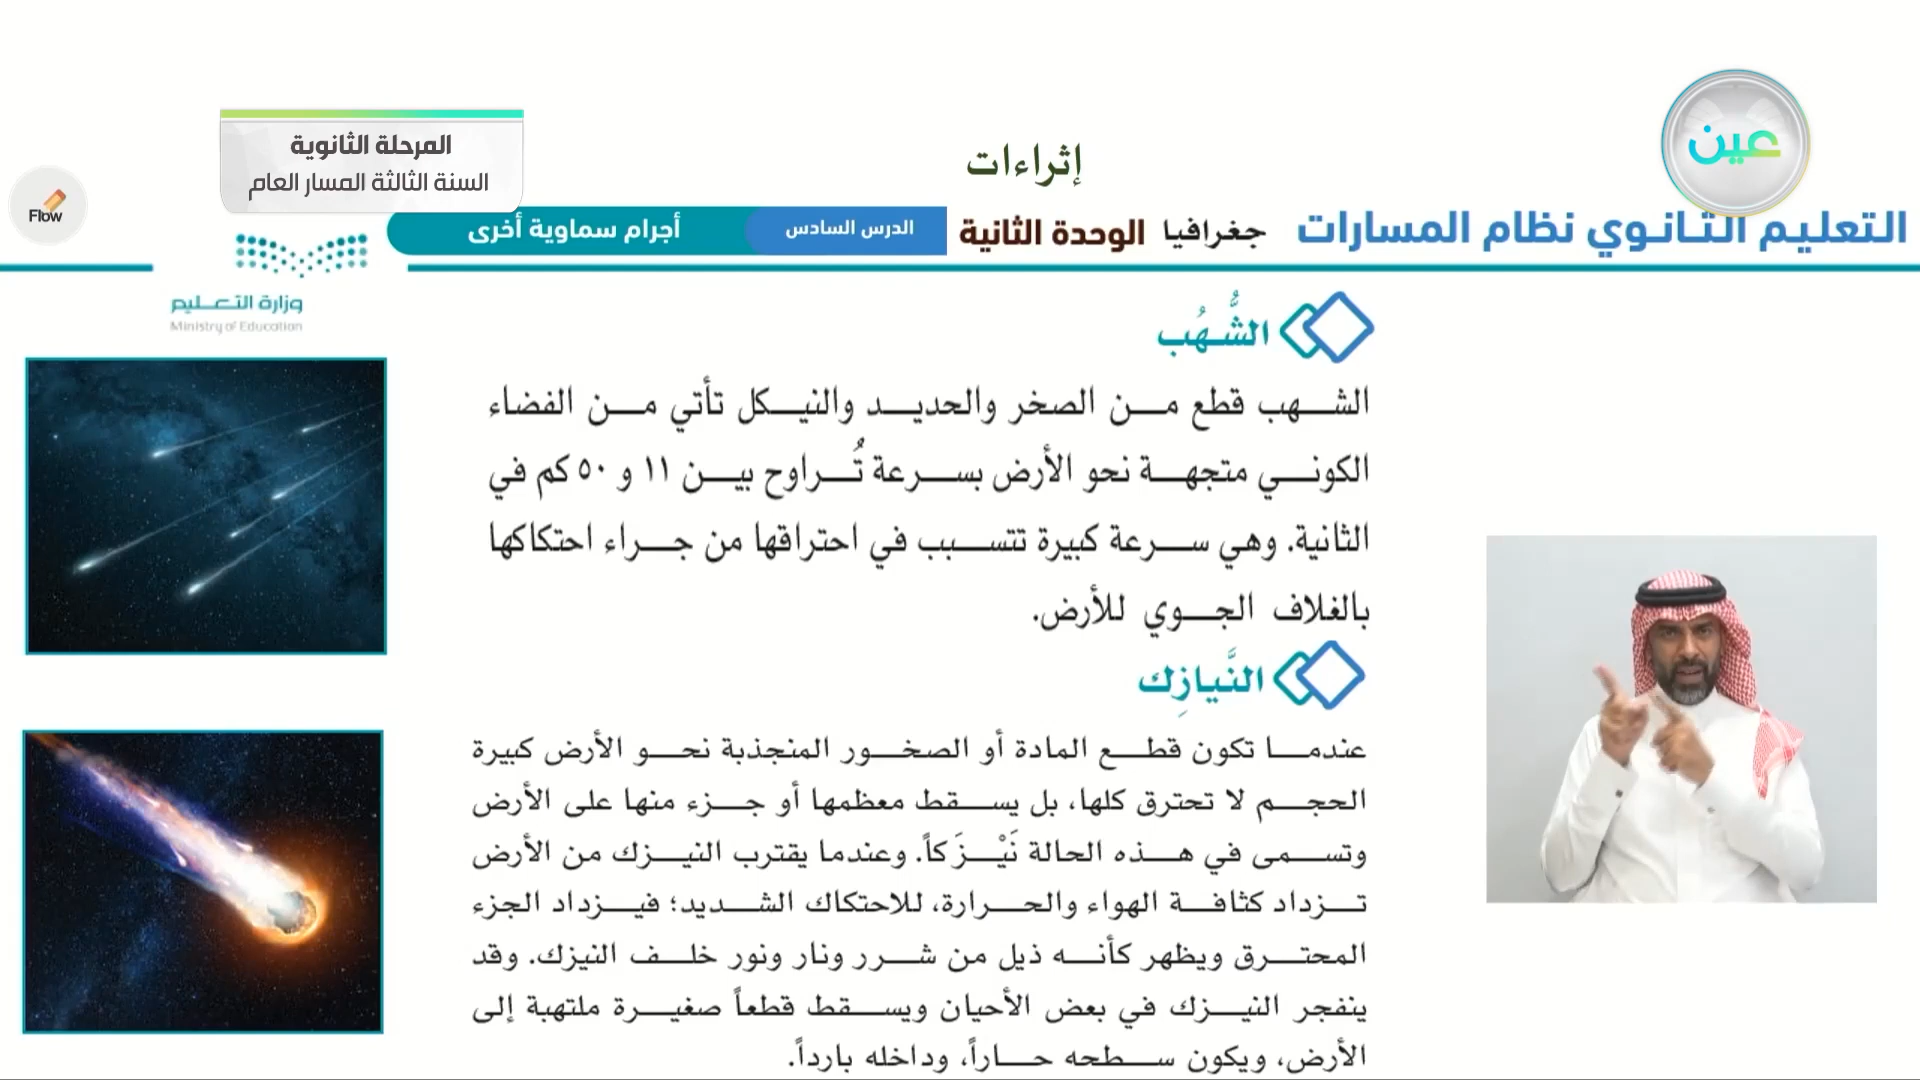 عين
المرحلة الثانوية
السنة الثالثة المسار العام
إثراءات
Flow
التعليم الثانوي نظام المسارات
جغرافيا
الوحدة الثانية
الدرس السادس
أجرام سماوية أخرى
وزارة التعليم
Ministry of Education
الشُّهُب
الشهب قطع من الصخر والحديد والنيكل تأتي من الفضاء
الكوني متجهة نحو الأرض بسرعة تُراوح بين ١١ و ٥٠ كم في
الثانية. وهي سرعة كبيرة تتسبب في احتراقها من جراء احتكاكها
بالغلاف الجوي للأرض.
النَّيازِك
عندما تكون قطع المادة أو الصخور المنجذبة نحو الأرض كبيرة
الحجم لا تحترق كلها، بل يسقط معظمها أو جزء منها على الأرض
وتسمى في هذه الحالة نَيْزَكاً. وعندما يقترب النيزك من الأرض
تزداد كثافة الهواء والحرارة، للاحتكاك الشديد؛ فيزداد الجزء
المحترق ويظهر كأنه ذيل من شرر ونار ونور خلف النيزك. وقد
ينفجر النيزك في بعض الأحيان ويسقط قطعاً صغيرة ملتهبة إلى
الأرض، ويكون سطحه حاراً، وداخله بارداً.